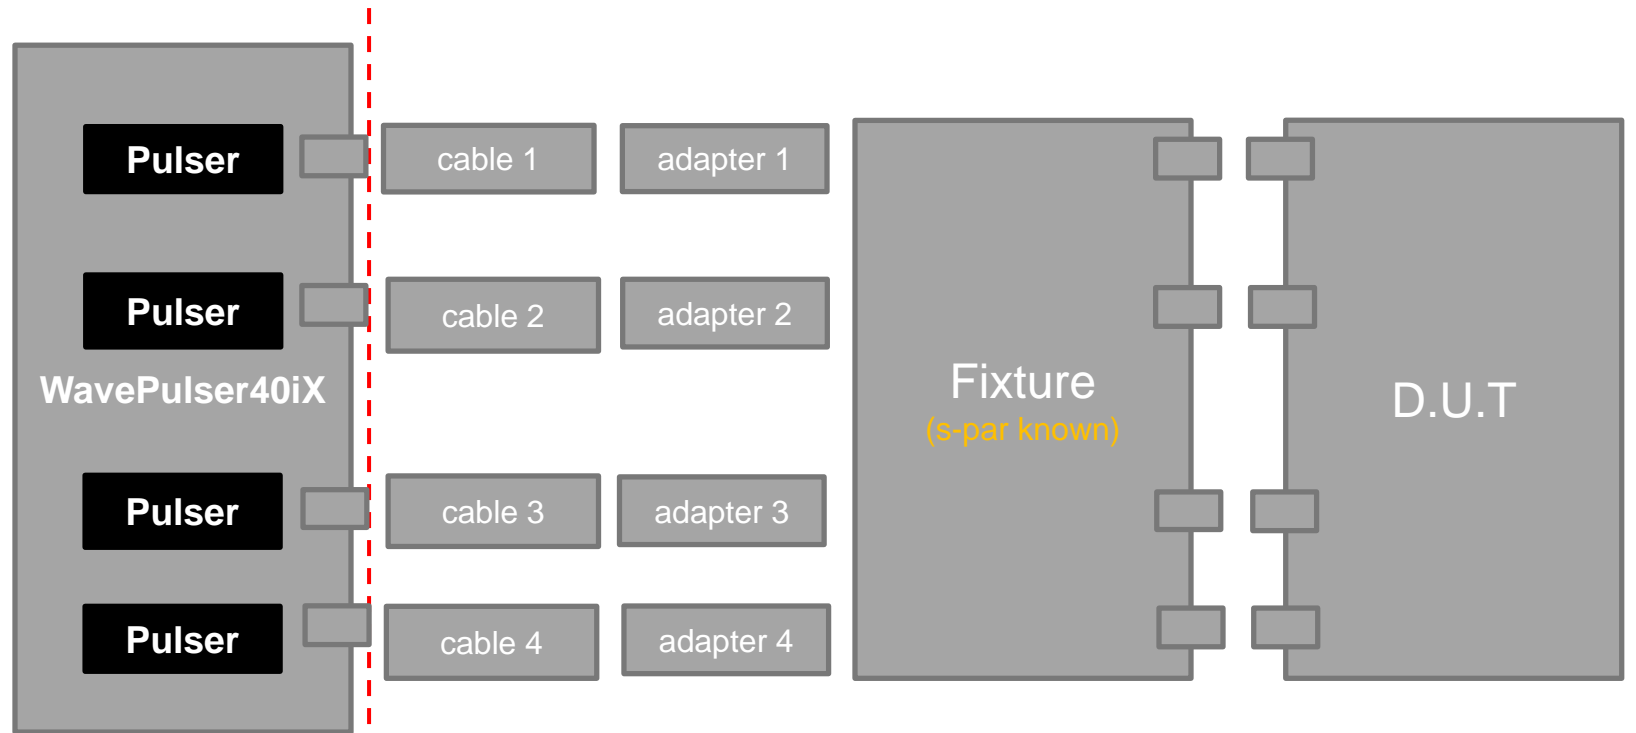 Pulser
cable 1
adapter 1
Pulser
cable 2
adapter 2
WavePulser40iX
Fixture
(s-par known)
D.U.T
Pulser
cable 3
adapter 3
Pulser
cable 4
adapter 4